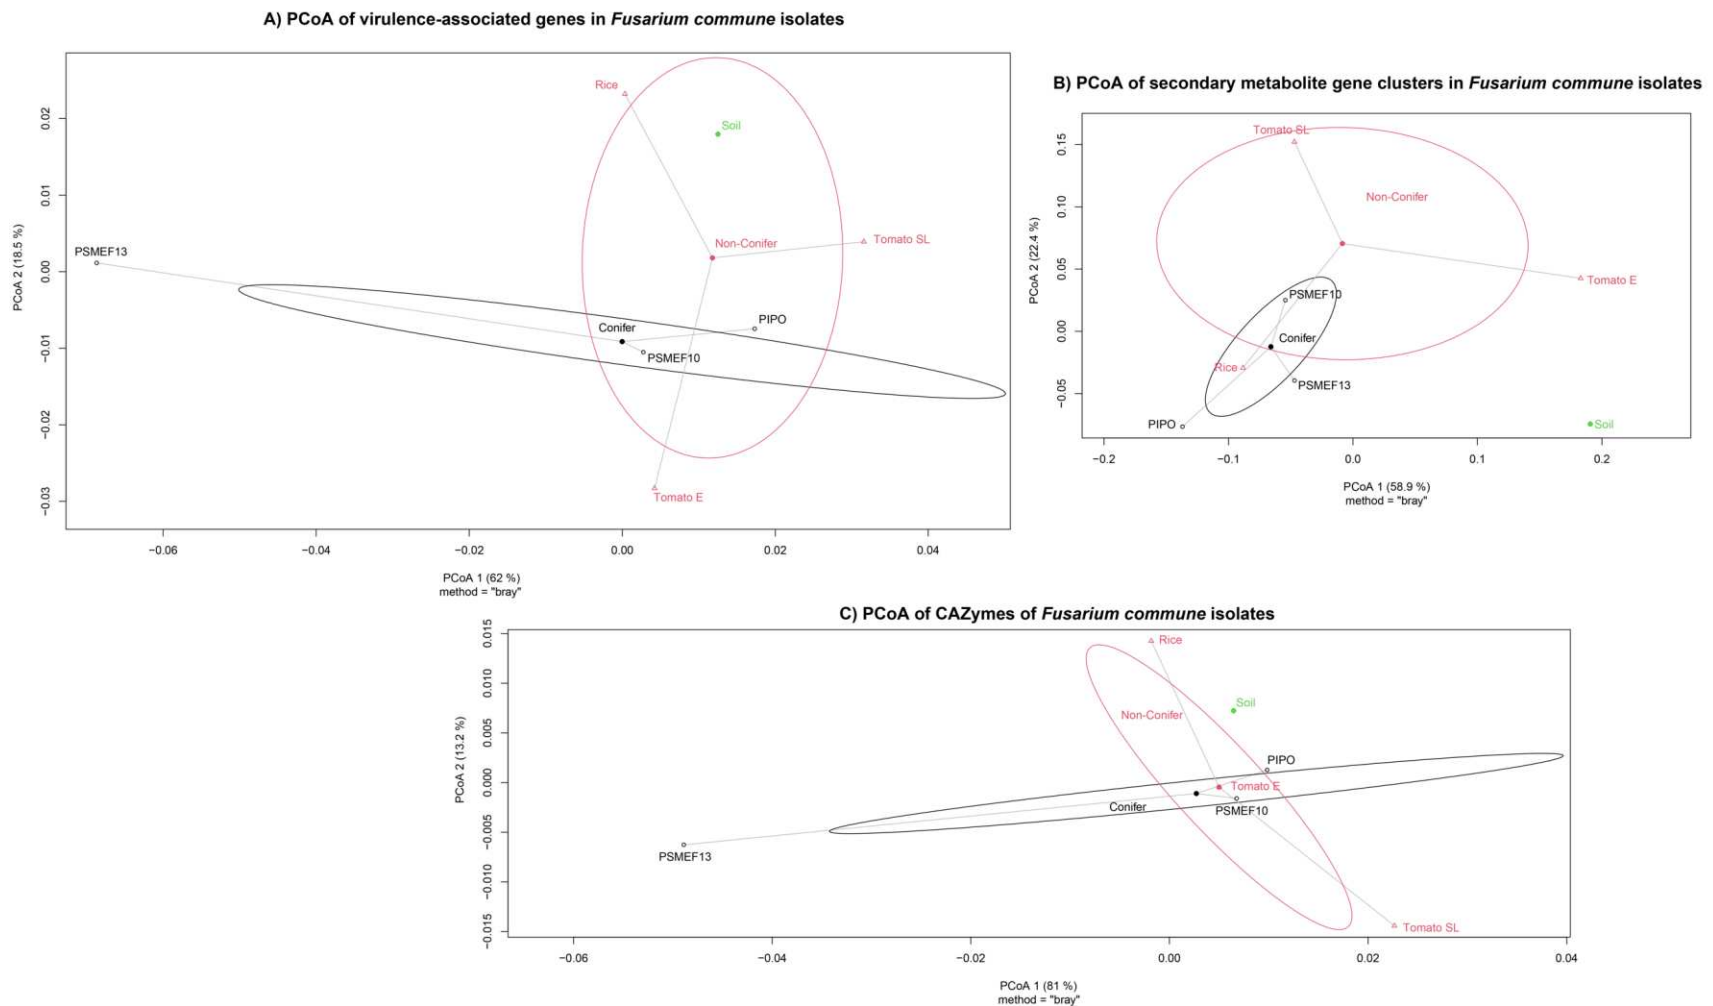 A) PCoA of virulence-associated genes in Fusarium commune isolates
PCoA 2 (18.5 %)
0.02
0.01
0.00
−0.01
−0.02
−0.03
Rice
Soil
PSMEF13
Non-Conifer
Tomato SL
Conifer
PIPO
PSMEF10
Tomato E
−0.06
−0.04
−0.02
0.00
0.02
0.04
PCoA 1 (62 %)
method = "bray"
B) PCoA of secondary metabolite gene clusters in Fusarium commune isolates
PCoA 2 (22.4 %)
0.15
0.10
0.05
0.00
−0.05
Tomato SL
Non-Conifer
Tomato E
PSMEF10
Conifer
Rice
PSMEF13
PIPO
Soil
−0.2
−0.1
0.0
0.1
0.2
PCoA 1 (58.9 %)
method = "bray"
C) PCoA of CAZymes of Fusarium commune isolates
PCoA 2 (13.2 %)
0.015
0.010
0.005
0.000
−0.005
−0.010
−0.015
Rice
Soil
Non-Conifer
PIPO
Tomato E
Conifer
PSMEF10
PSMEF13
Tomato SL
−0.06
−0.04
−0.02
0.00
0.02
0.04
PCoA 1 (81 %)
method = "bray"